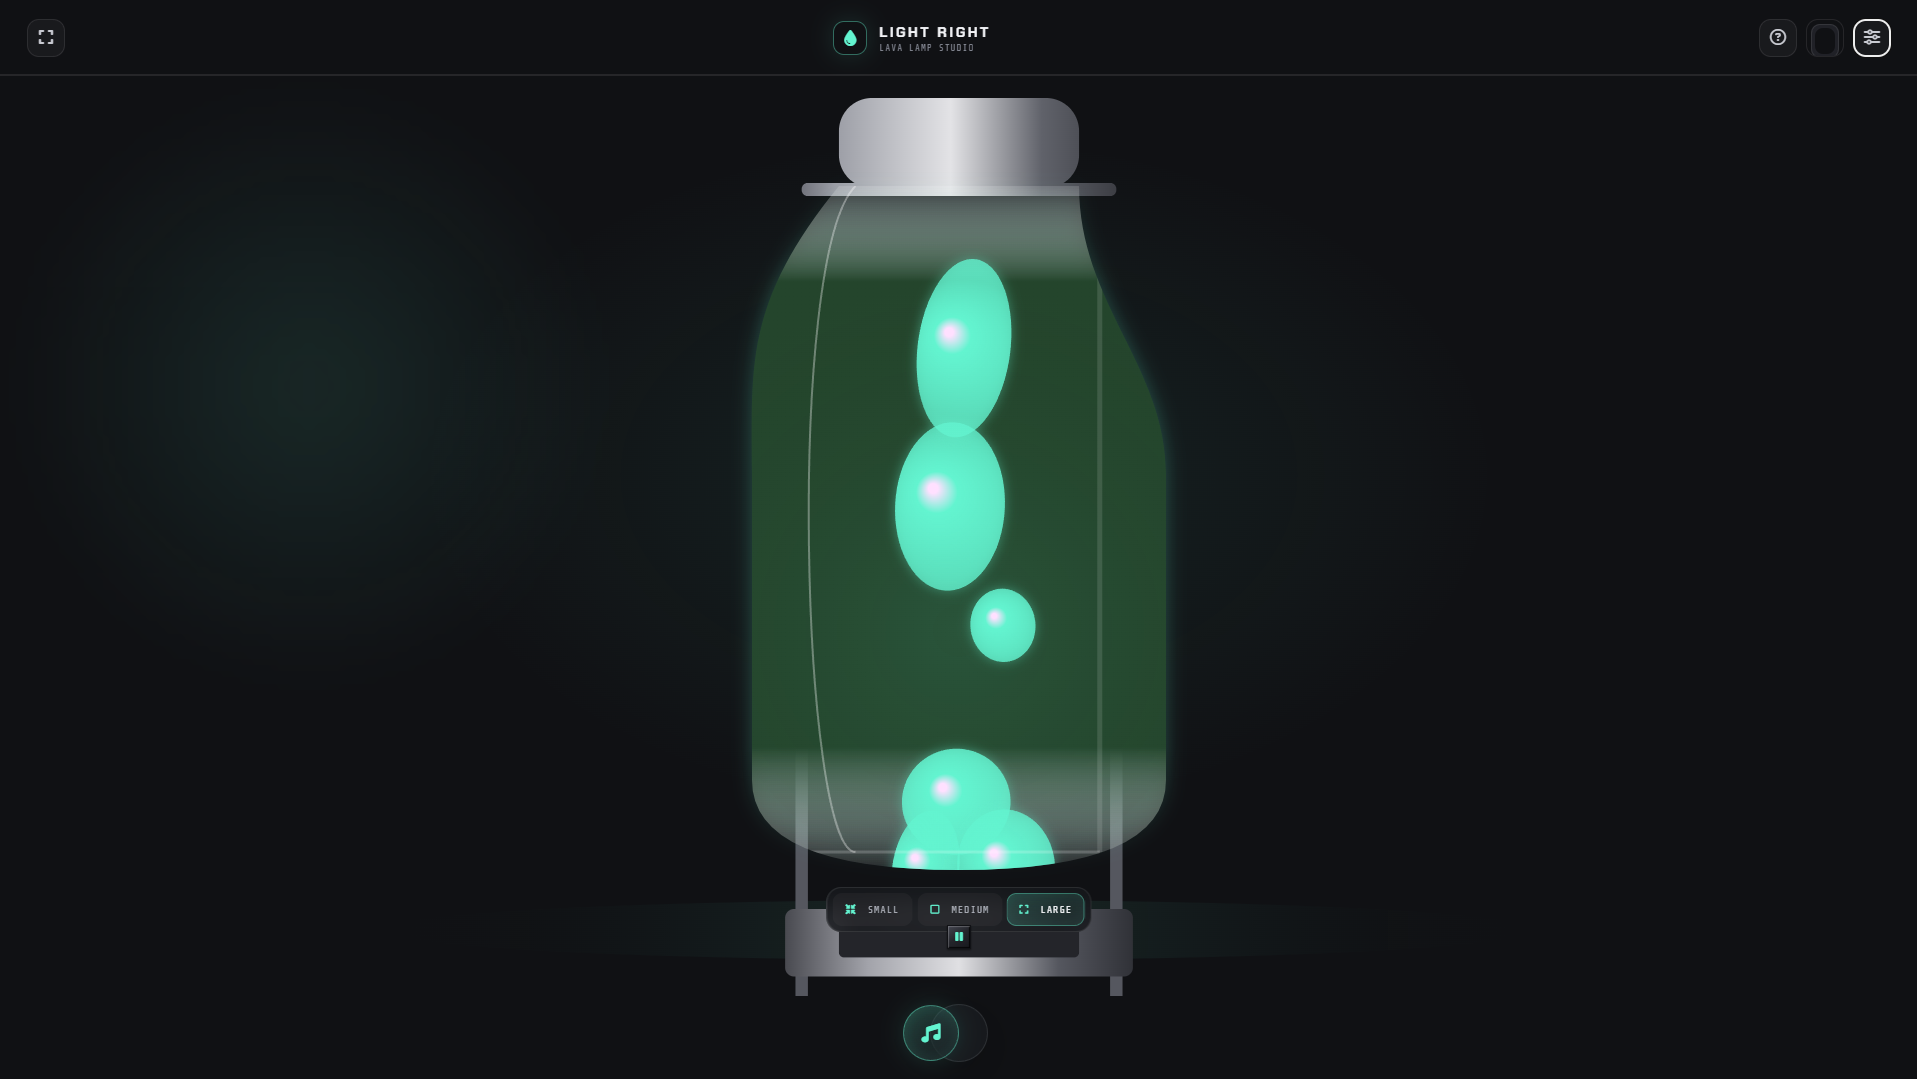 LIGHT RIGHT
LAVA LAMP STUDIO
SMALL
MEDIUM
LARGE